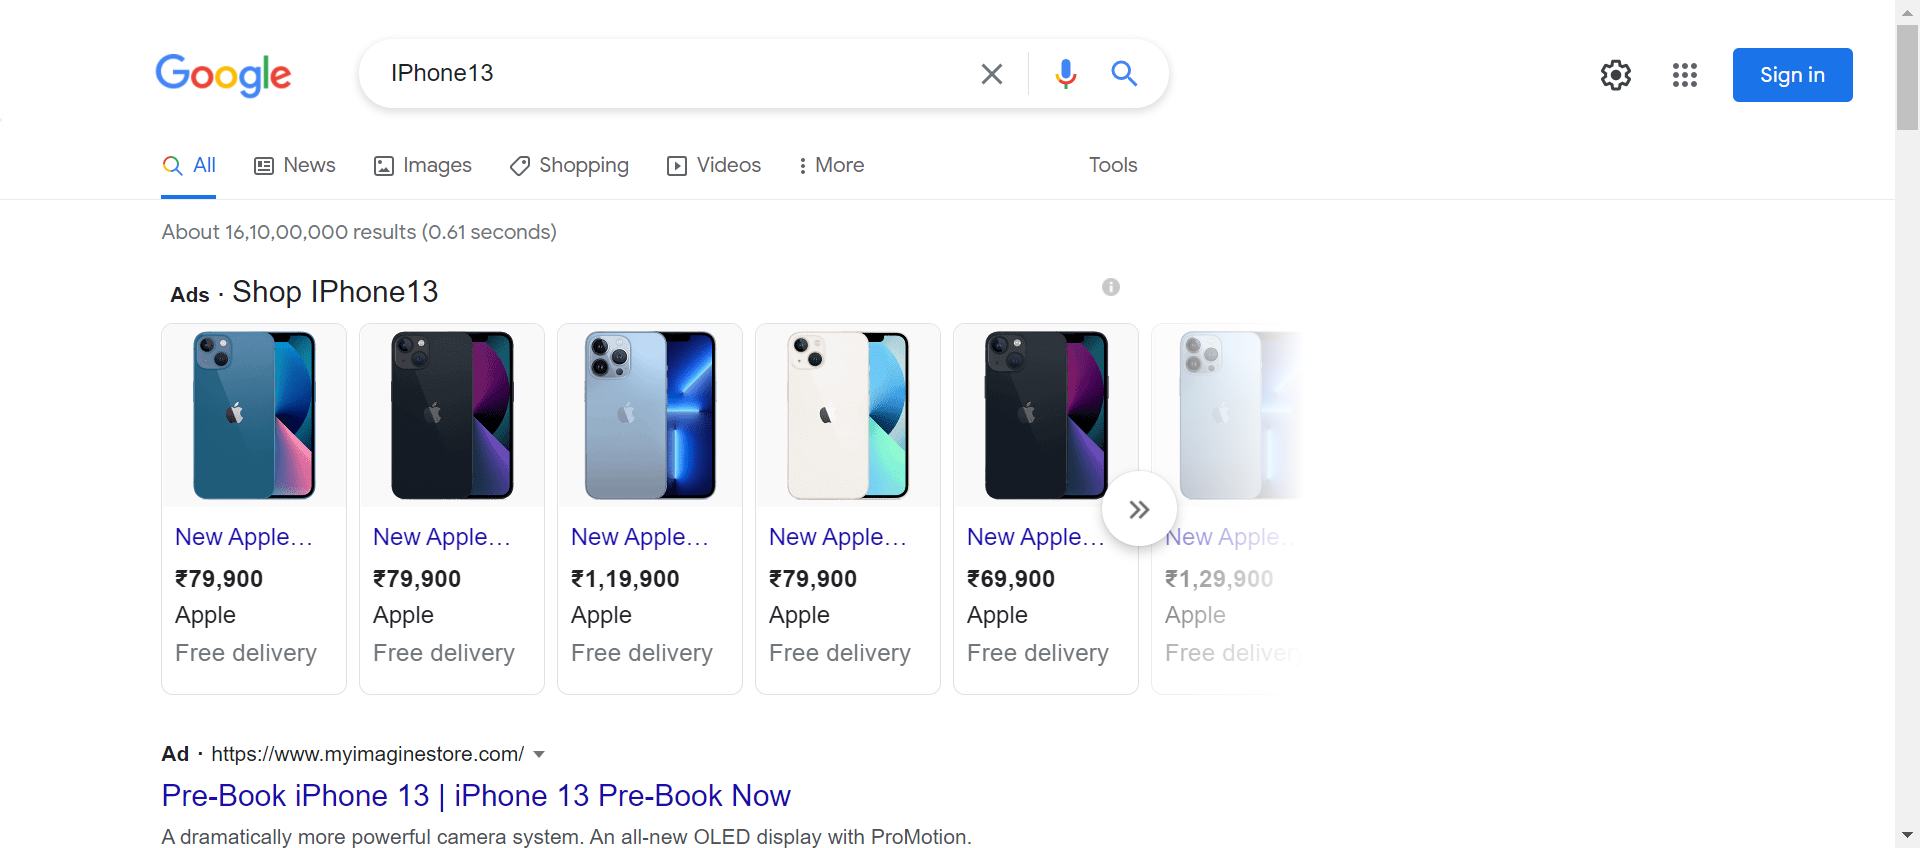 Google
IPhone13
Sign in
All News Images Shopping Videos More Tools
About 16,10,00,000 results (0.61 seconds)
Ads · Shop IPhone13
New Apple... New Apple... New Apple... New Apple... New Apple... New Apple...
₹79,900 ₹79,900 ₹1,19,900 ₹79,900 ₹69,900 ₹1,29,900
Apple Apple Apple Apple Apple Apple
Free delivery Free delivery Free delivery Free delivery Free delivery Free delivery
Ad · https://www.myimaginestore.com/
Pre-Book iPhone 13 | iPhone 13 Pre-Book Now
A dramatically more powerful camera system. An all-new OLED display with ProMotion.